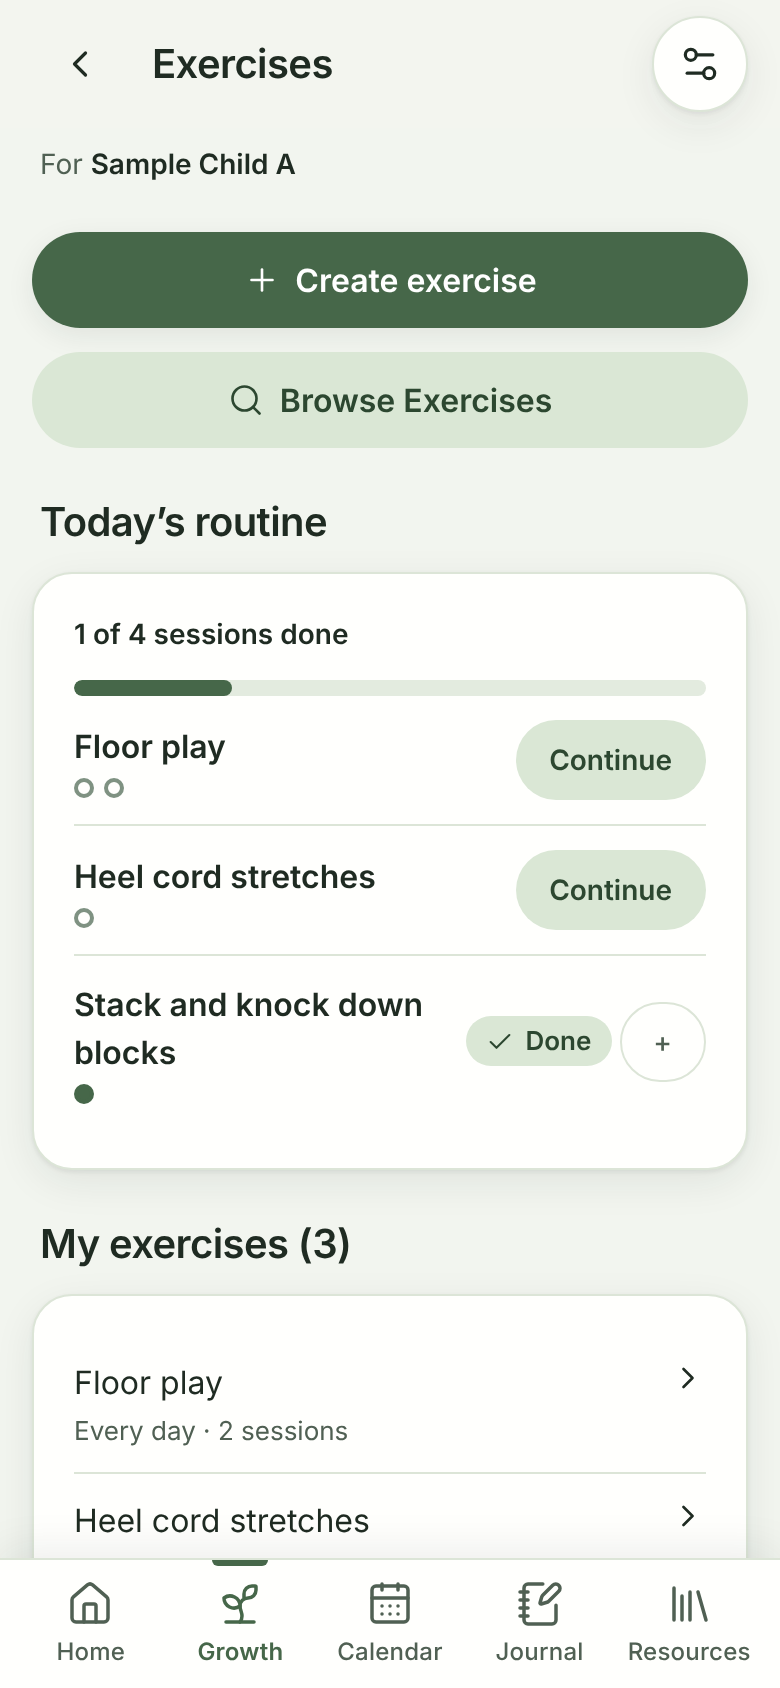 Exercises
For Sample Child A
+ Create exercise
Browse Exercises
Today’s routine
1 of 4 sessions done
Floor play
Continue
Heel cord stretches
Continue
Stack and knock down
blocks
Done
+
My exercises (3)
Floor play
Every day · 2 sessions
Heel cord stretches
Home
Growth
Calendar
Journal
Resources